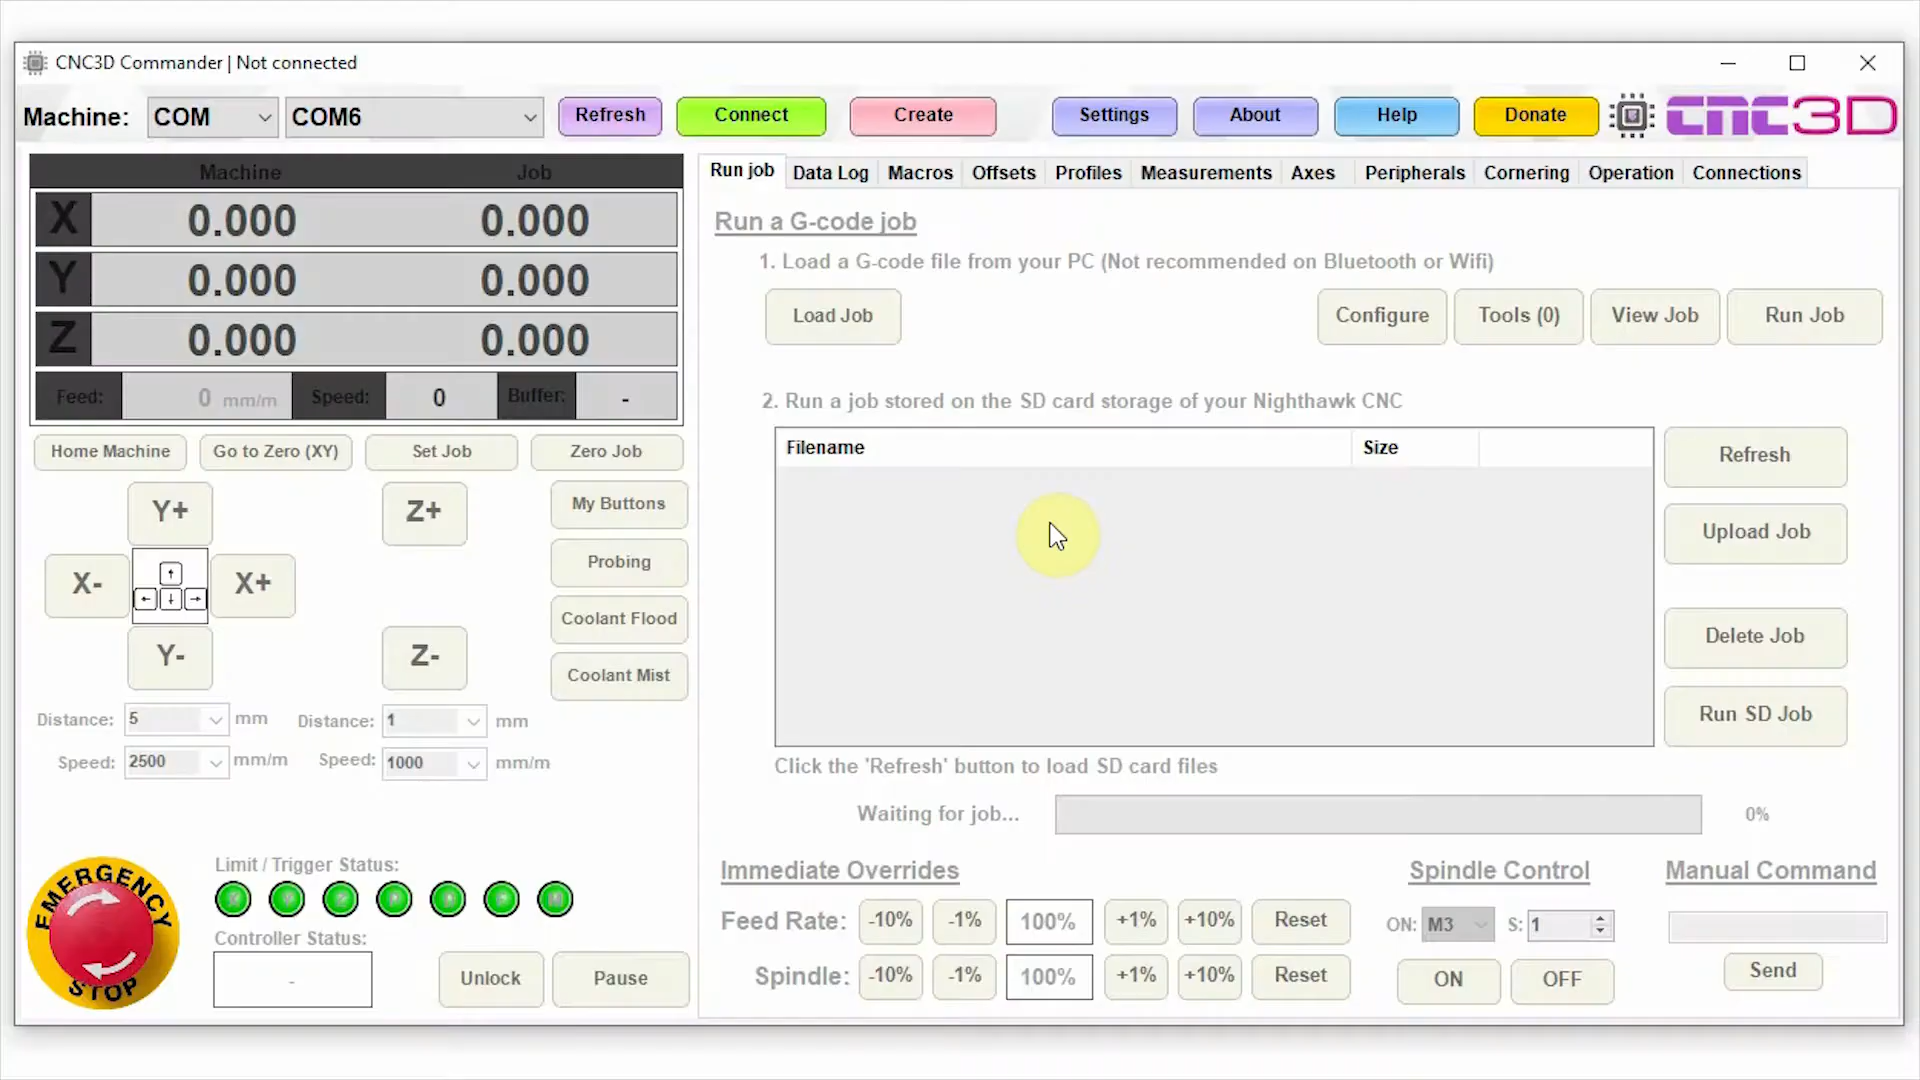 CNC3D Commander | Not connected
Machine: COM COM6 Refresh Connect Create Settings About Help Donate CNC3D
Machine Job
X 0.000 0.000
Y 0.000 0.000
Z 0.000 0.000
Feed: 0 mm/m Speed: 0 Buffer: -
Home Machine Go to Zero (XY) Set Job Zero Job
Y+ Z+ My Buttons
X- X+ Probing
Coolant Flood
Y- Z- Coolant Mist
Distance: 5 mm Distance: 1 mm
Speed: 2500 mm/m Speed: 1000 mm/m
EMERGENCY
STOP
Limit / Trigger Status:
Controller Status:
-
Unlock Pause
Run job Data Log Macros Offsets Profiles Measurements Axes Peripherals Cornering Operation Connections
Run a G-code job
1. Load a G-code file from your PC (Not recommended on Bluetooth or Wifi)
Load Job Configure Tools (0) View Job Run Job
2. Run a job stored on the SD card storage of your Nighthawk CNC
Filename Size
Refresh
Upload Job
Delete Job
Run SD Job
Click the 'Refresh' button to load SD card files
Waiting for job... 0%
Immediate Overrides Spindle Control Manual Command
Feed Rate: -10% -1% 100% +1% +10% Reset ON: M3 S: 1
Spindle: -10% -1% 100% +1% +10% Reset ON OFF Send